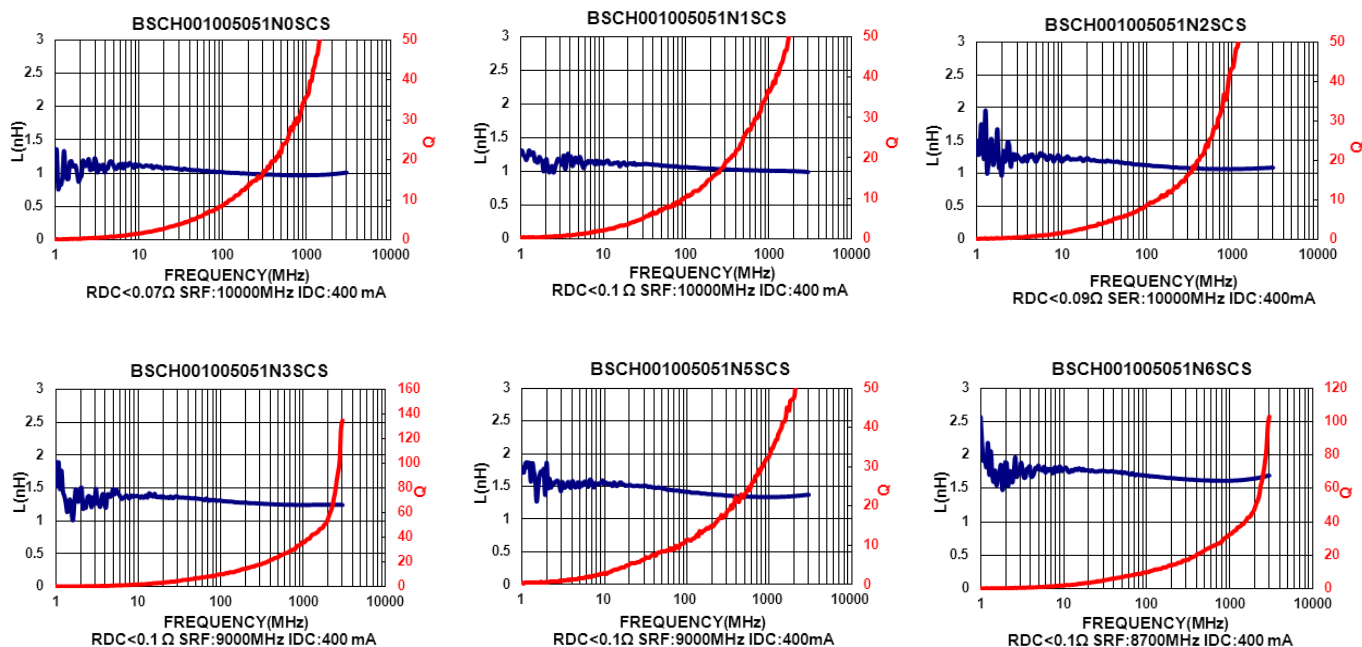 BSCH001005051N0SCS
3
2.5
2
1.5
1
0.5
0
L(nH)
50
40
30
20
10
0
Q
1 10 100 1000 10000
FREQUENCY(MHz)
RDC<0.07Ω SRF:10000MHz IDC:400 mA
BSCH001005051N1SCS
3
2.5
2
1.5
1
0.5
0
L(nH)
50
40
30
20
10
0
Q
1 10 100 1000 10000
FREQUENCY(MHz)
RDC<0.1 Ω SRF:10000MHz IDC:400 mA
BSCH001005051N2SCS
3
2.5
2
1.5
1
0.5
0
L(nH)
50
40
30
20
10
0
Q
1 10 100 1000 10000
FREQUENCY(MHz)
RDC<0.09Ω SER:10000MHz IDC:400mA
BSCH001005051N3SCS
3
2.5
2
1.5
1
0.5
0
L(nH)
160
140
120
100
80
60
40
20
0
Q
1 10 100 1000 10000
FREQUENCY(MHz)
RDC<0.1 Ω SRF:9000MHz IDC:400 mA
BSCH001005051N5SCS
3
2.5
2
1.5
1
0.5
0
L(nH)
50
40
30
20
10
0
Q
1 10 100 1000 10000
FREQUENCY(MHz)
RDC<0.1Ω SRF:9000MHz IDC:400mA
BSCH001005051N6SCS
3
2.5
2
1.5
1
0.5
0
L(nH)
120
100
80
60
40
20
0
Q
1 10 100 1000 10000
FREQUENCY(MHz)
RDC<0.1Ω SRF:8700MHz IDC:400 mA